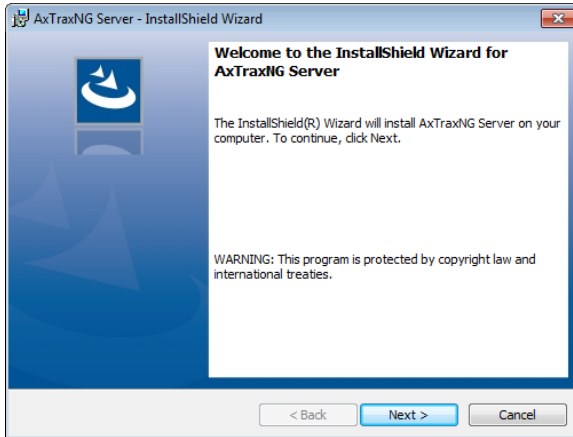 AxTraxNG Server - InstallShield Wizard
Welcome to the InstallShield Wizard for
AxTraxNG Server
The InstallShield(R) Wizard will install AxTraxNG Server on your
computer. To continue, click Next.
WARNING: This program is protected by copyright law and
international treaties.
< Back Next > Cancel